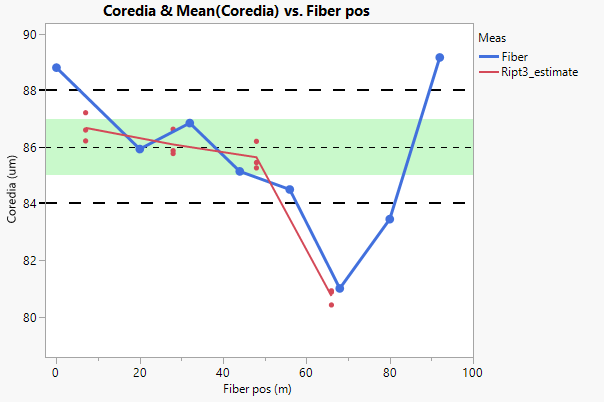 Coredia & Mean(Coredia) vs. Fiber pos
Meas
Fiber
Ript3_estimate
90
88
86
84
82
80
Coredia (um)
0
20
40
60
80
100
Fiber pos (m)